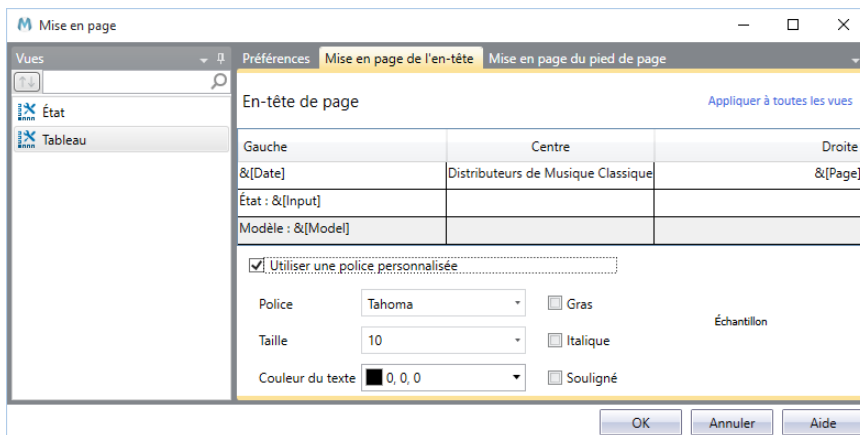 Mise en page
Vues
Préférences Mise en page de l'en-tête Mise en page du pied de page
État
Tableau
En-tête de page
Appliquer à toutes les vues
Gauche Centre Droite
&[Date] Distributeurs de Musique Classique &[Page]
État : &[Input]
Modèle : &[Model]
Utiliser une police personnalisée
Police Tahoma Gras
Échantillon
Taille 10 Italique
Couleur du texte 0, 0, 0 Souligné
OK Annuler Aide